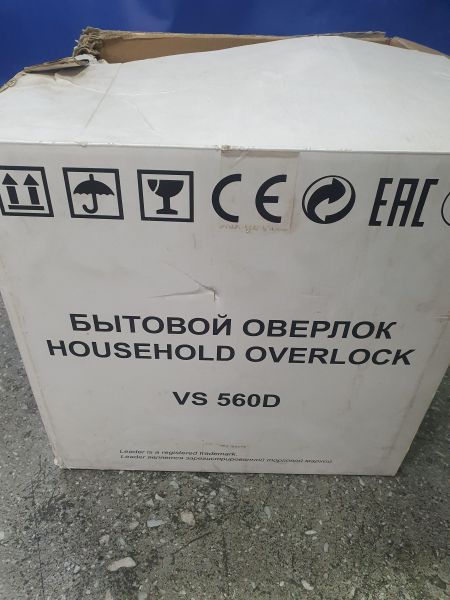 CE EAC
БЫТОВОЙ ОВЕРЛОК
HOUSEHOLD OVERLOCK
VS 560D
Leader is a registered trademark.
Leader является зарегистрированной торговой маркой.